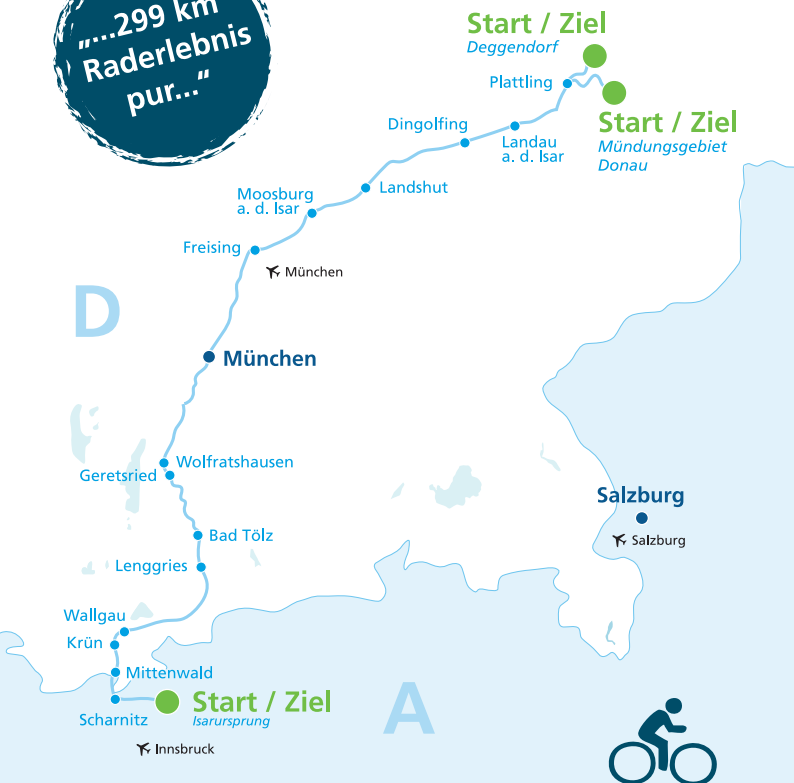 „...299 km
Raderlebnis
pur...“
Start / Ziel
Deggendorf
Plattling
Start / Ziel
Mündungsgebiet
Donau
Dingolfing
Landau
a. d. Isar
Landshut
Moosburg
a. d. Isar
Freising
München
D
München
Wolfratshausen
Geretsried
Salzburg
Salzburg
Bad Tölz
Lenggries
Wallgau
Krün
Mittenwald
Start / Ziel
Isarursprung
Scharnitz
A
Innsbruck